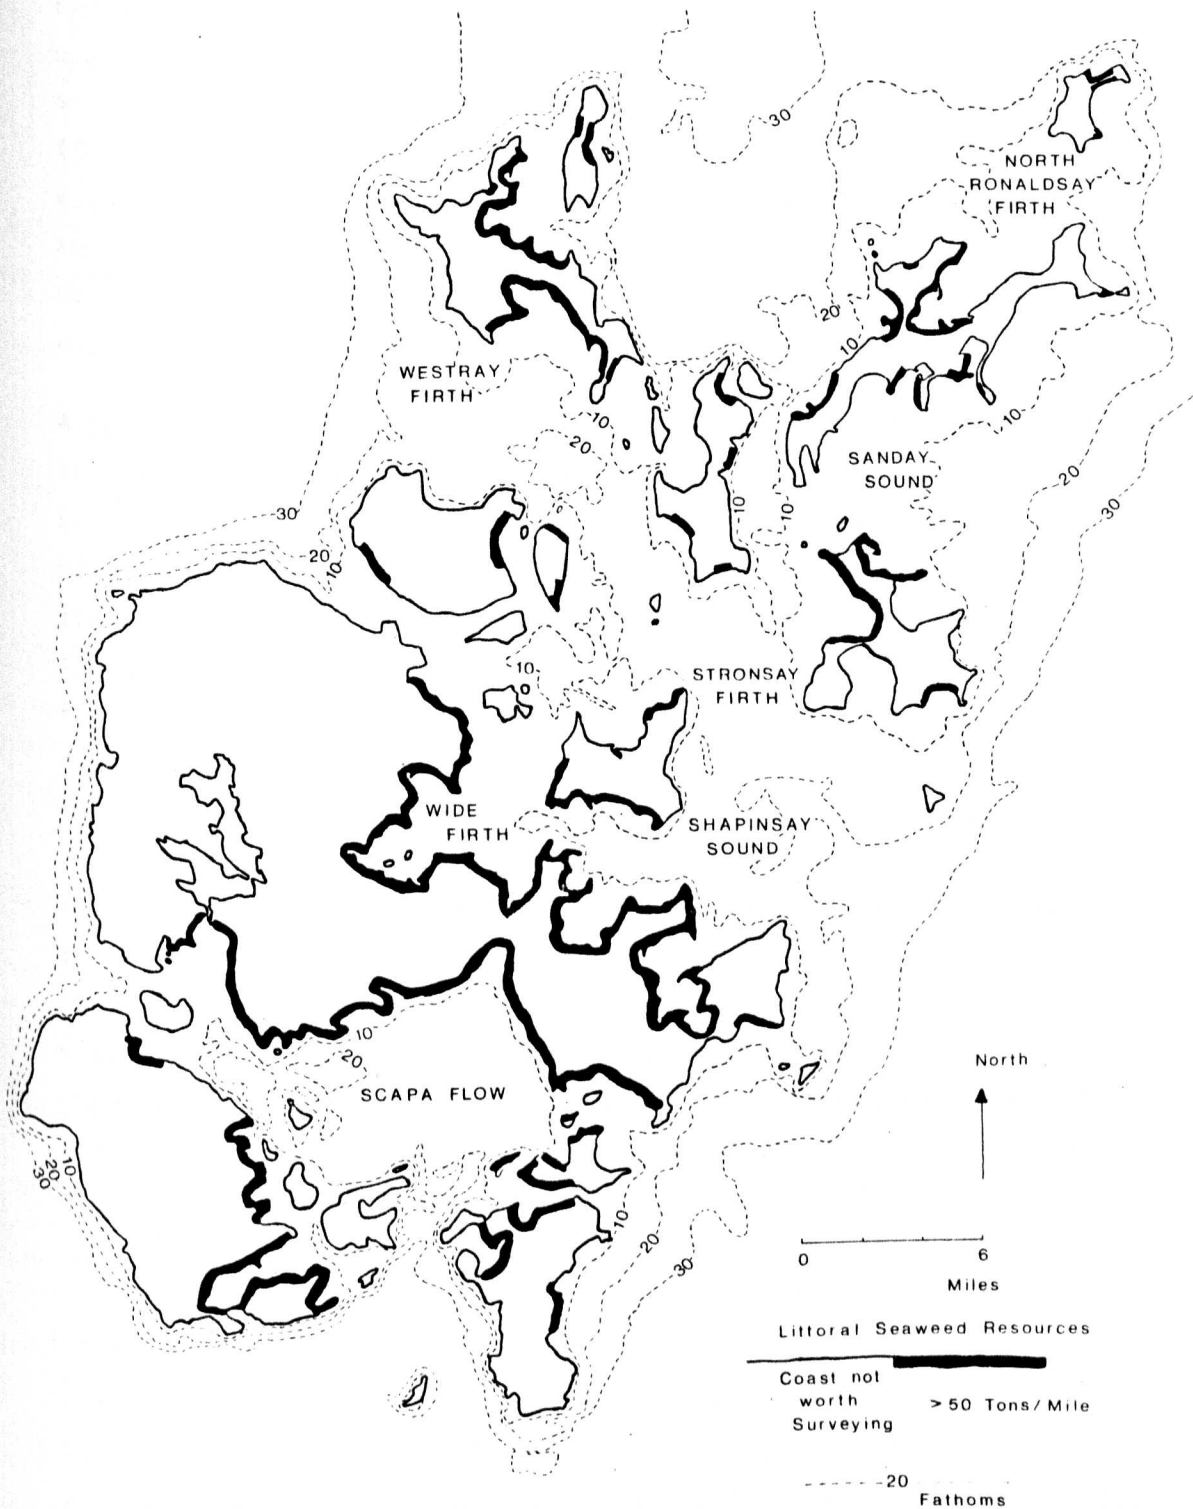 30
NORTH
RONALDSAY
FIRTH
20
10
WESTRAY
FIRTH
10
20
10
SANDAY
SOUND
20
30
10
10
30
20
10
STRONSAY
FIRTH
10
WIDE
FIRTH
SHAPINSAY
SOUND
10
20
SCAPA FLOW
North
10
20
30
10
20
30
0 6
Miles
Littoral Seaweed Resources
Coast not
worth
Surveying
>50 Tons/Mile
20
Fathoms